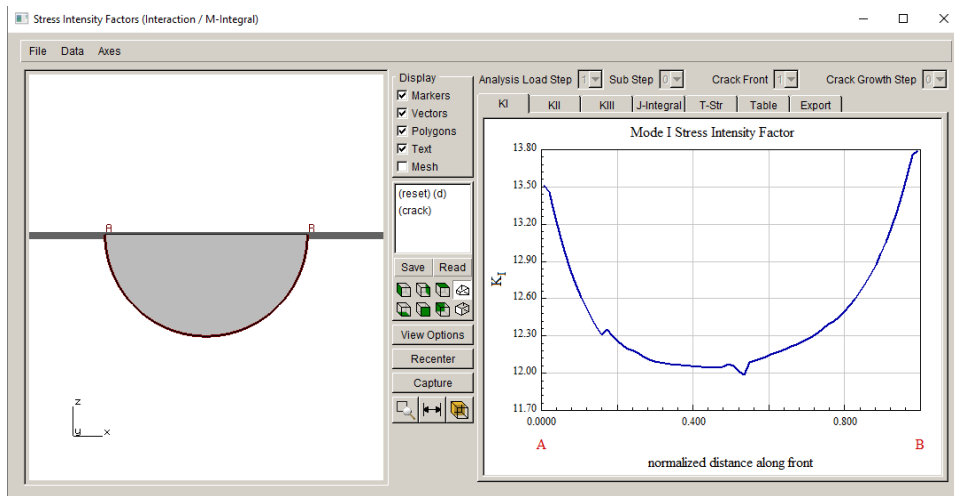 Stress Intensity Factors (Interaction / M-Integral)
File Data Axes
A B
z
y x
Display
Markers
Vectors
Polygons
Text
Mesh
(reset) (d)
(crack)
Save Read
View Options
Recenter
Capture
Analysis Load Step 1 Sub Step 0 Crack Front 1 Crack Growth Step 0
KI KII KIII J-Integral T-Str Table Export
Mode I Stress Intensity Factor
13.80
13.50
13.20
12.90
KI
12.60
12.30
12.00
11.70
0.0000 0.400 0.800
A B
normalized distance along front